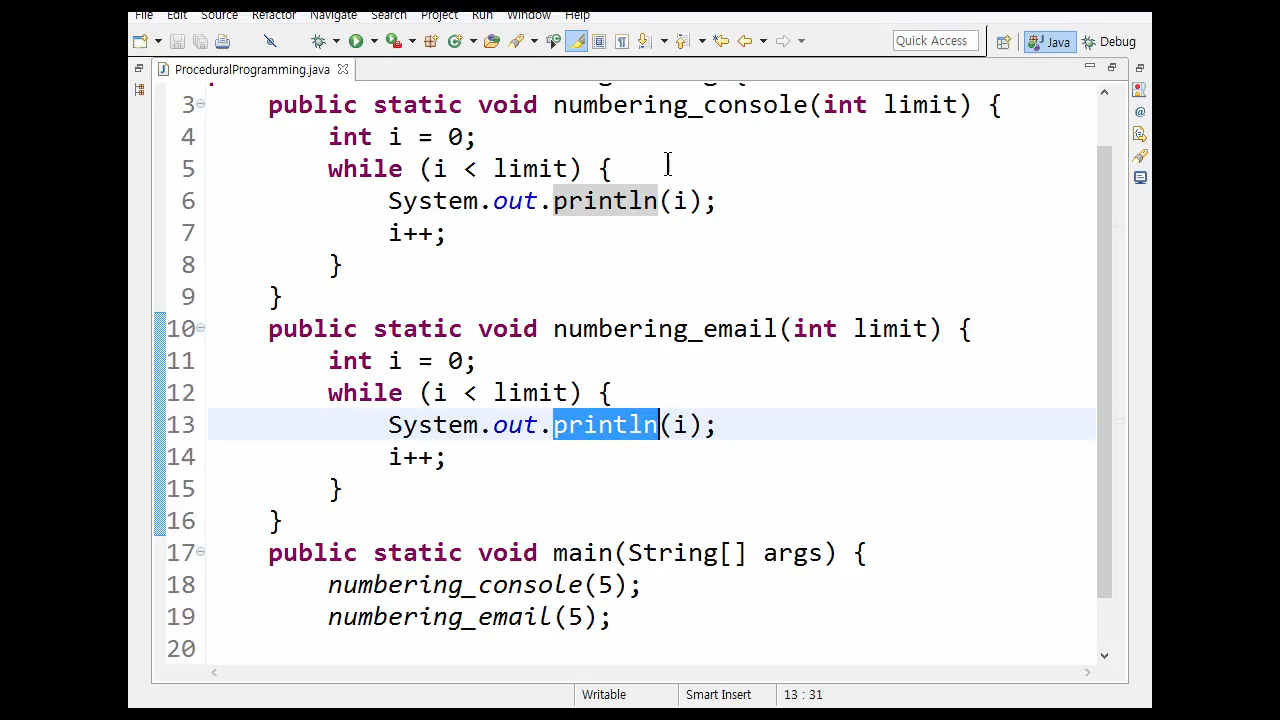 File Edit Source Refactor Navigate Search Project Run Window Help
Quick Access Java Debug
ProceduralProgramming.java
3 public static void numbering_console(int limit) {
4 int i = 0;
5 while (i < limit) {
6 System.out.println(i);
7 i++;
8 }
9 }
10 public static void numbering_email(int limit) {
11 int i = 0;
12 while (i < limit) {
13 System.out.println(i);
14 i++;
15 }
16 }
17 public static void main(String[] args) {
18 numbering_console(5);
19 numbering_email(5);
20
Writable Smart Insert 13 : 31